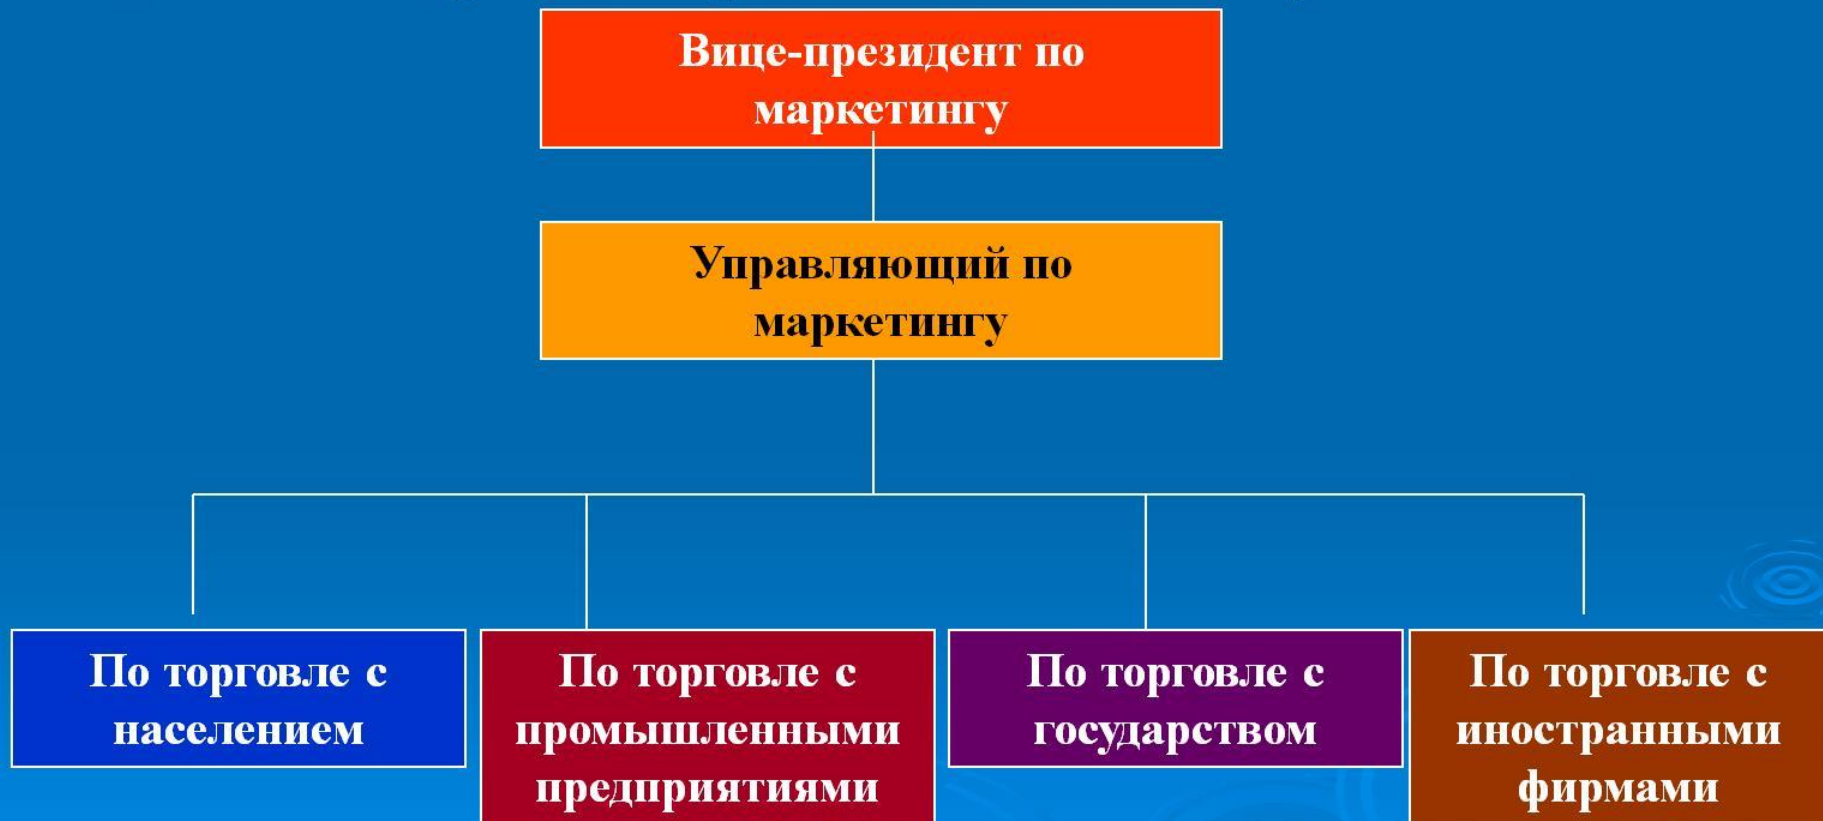 Вице-президент по
маркетингу
Управляющий по
маркетингу
По торговле с
населением
По торговле с
промышленными
предприятиями
По торговле с
государством
По торговле с
иностранными
фирмами